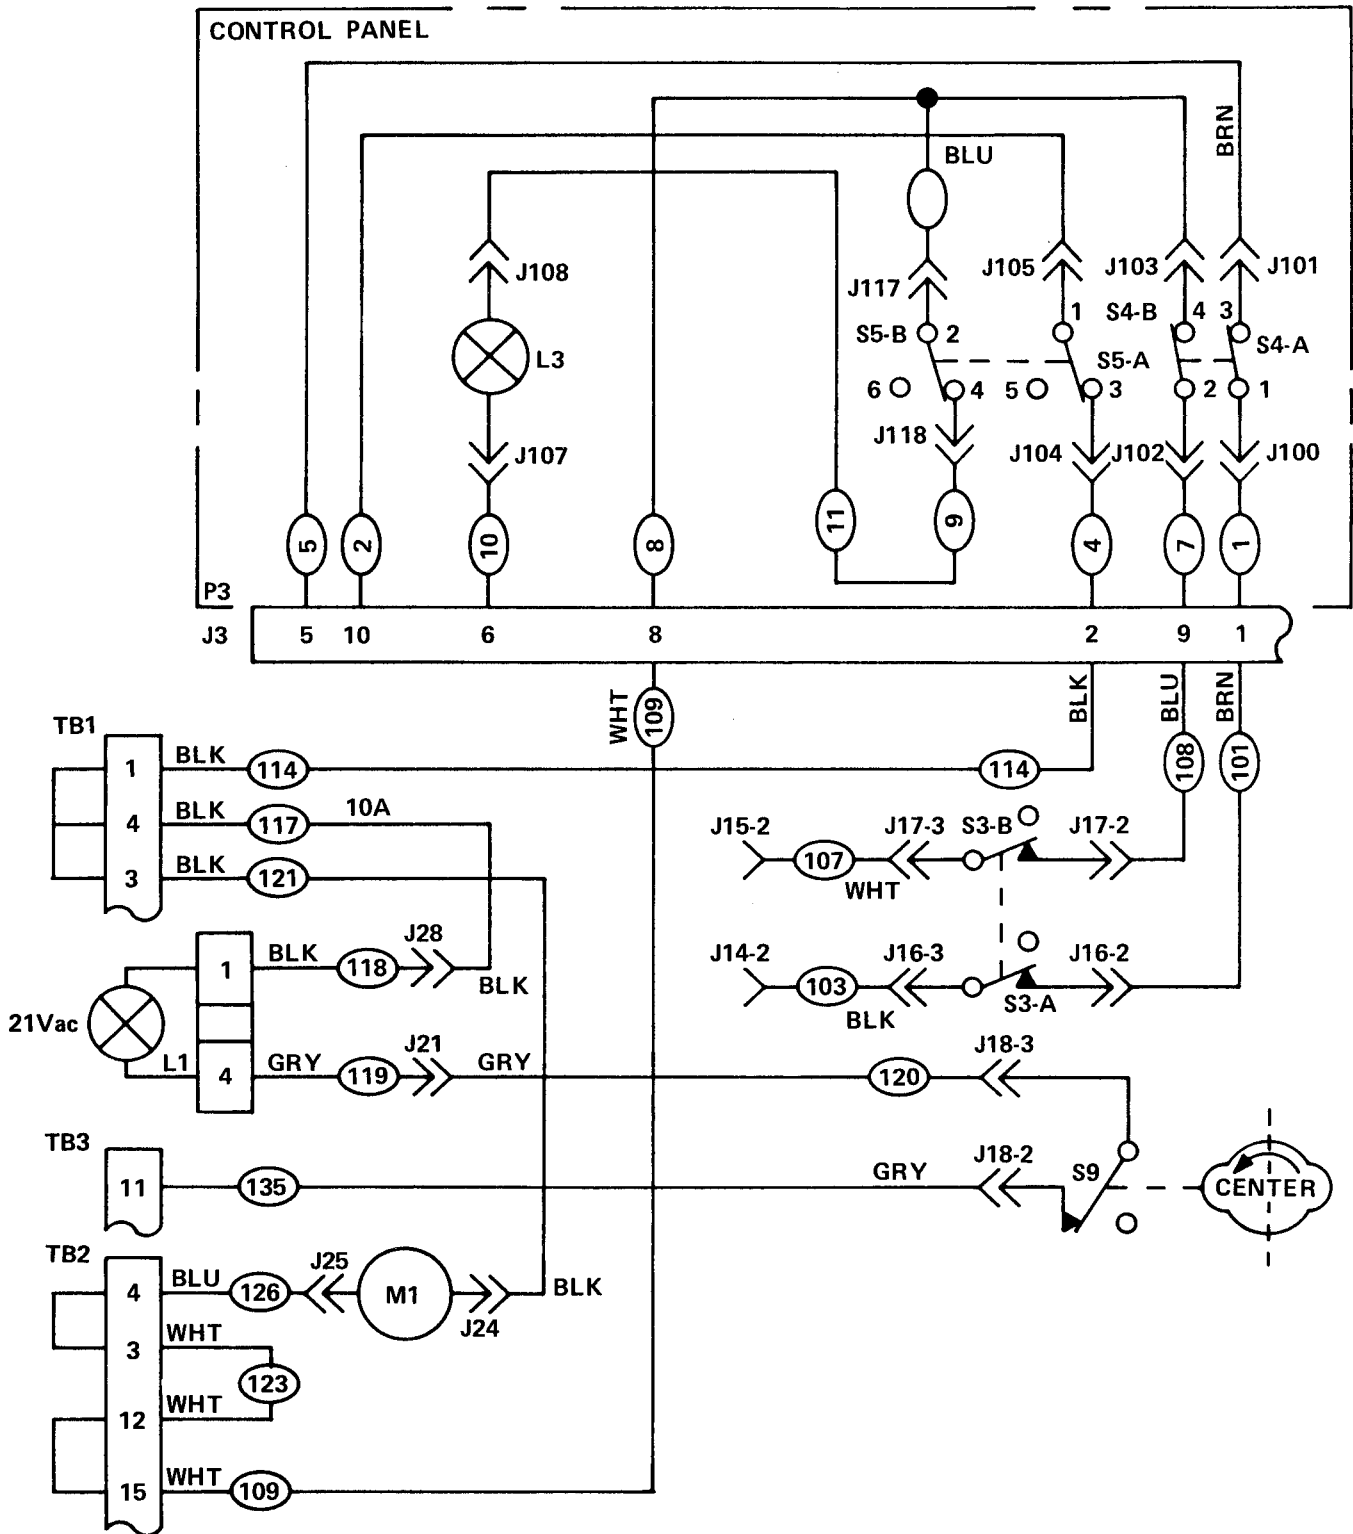 CONTROL PANEL
BRN
BLU
J108
J105
J103
J101
J117
1
S4-B
4
3
S5-B
2
L3
S5-A
S4-A
6
4
5
3
2
1
J118
J107
J104
J102
J100
5
2
10
8
11
9
4
7
1
P3
J3
5
10
6
8
2
9
1
WHT
109
BLK
BLU
BRN
108
101
TB1
1
BLK
114
114
4
BLK
117
10A
3
BLK
121
J15-2
J17-3
S3-B
J17-2
107
WHT
J14-2
J16-3
J16-2
103
S3-A
BLK
1
BLK
118
J28
BLK
21Vac
L1
4
GRY
119
J21
GRY
120
J18-3
TB3
11
135
GRY
J18-2
S9
CENTER
TB2
4
BLU
126
J25
M1
J24
BLK
3
WHT
123
12
WHT
15
WHT
109